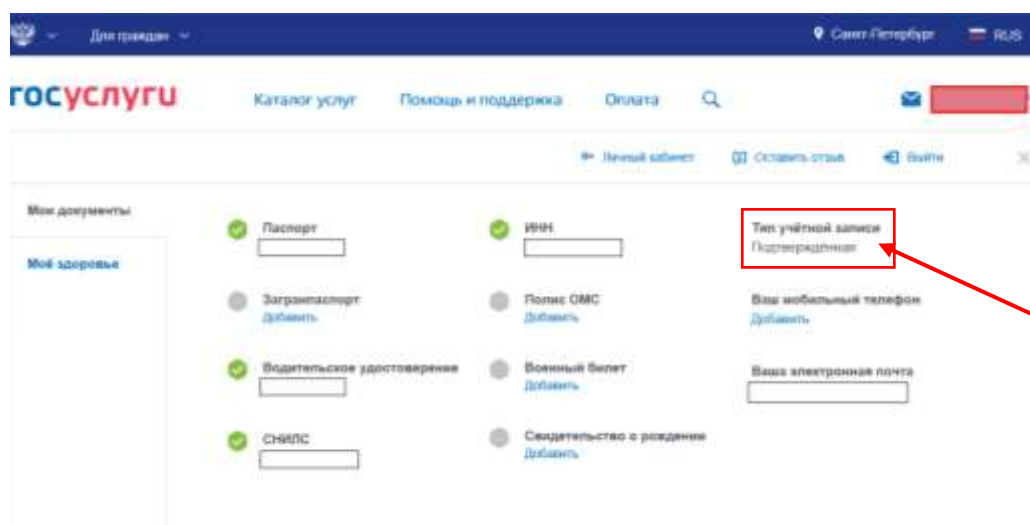 Для граждан
Санкт-Петербург RUS
госуслуги
Каталог услуг Помощь и поддержка Оплата
Личный кабинет Оставить отзыв Выйти
Мои документы
Моё здоровье
Паспорт
ИНН
Тип учётной записи
Подтверждённая
Загранпаспорт
Добавить
Полис ОМС
Добавить
Ваш мобильный телефон
Добавить
Водительское удостоверение
Военный билет
Добавить
Ваша электронная почта
СНИЛС
Свидетельство о рождении
Добавить